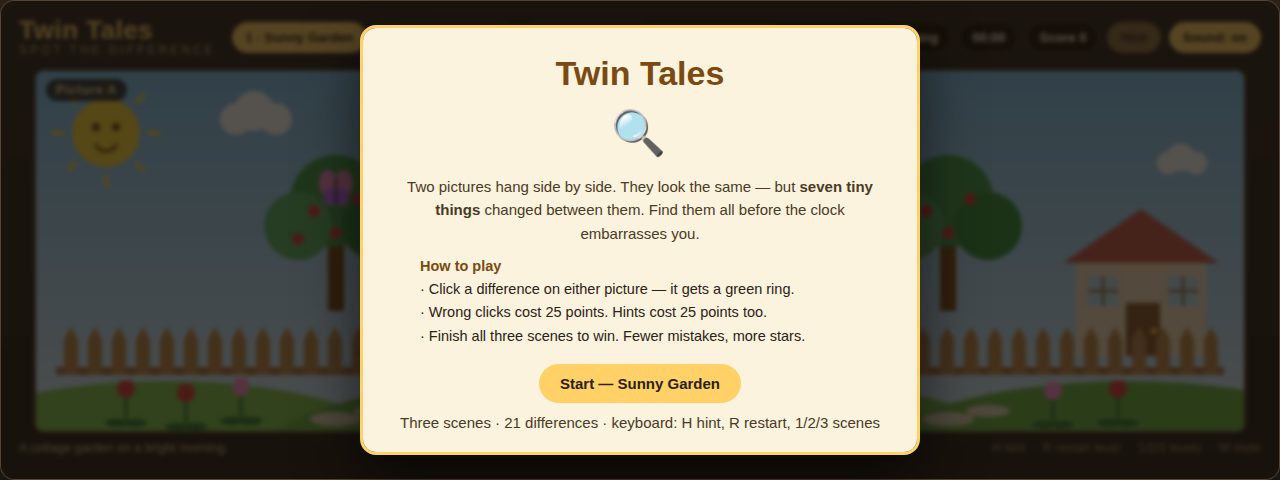 Twin Tales
SPOT THE DIFFERENCE
1 · Sunny Garden
00:00
Score 0
Sound: on
Picture A
Twin Tales
Two pictures hang side by side. They look the same — but seven tiny
things changed between them. Find them all before the clock
embarrasses you.
How to play
· Click a difference on either picture — it gets a green ring.
· Wrong clicks cost 25 points. Hints cost 25 points too.
· Finish all three scenes to win. Fewer mistakes, more stars.
Start — Sunny Garden
Three scenes · 21 differences · keyboard: H hint, R restart, 1/2/3 scenes
A cottage garden on a bright morning.